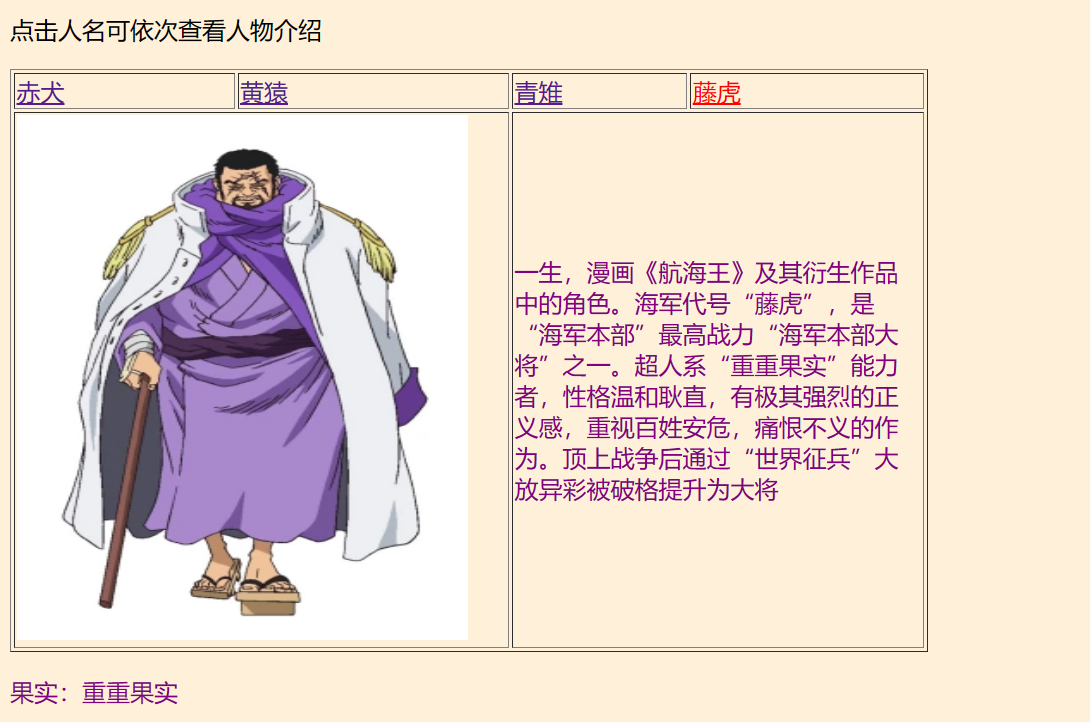 点击人名可依次查看人物介绍
赤犬
黄猿
青雉
藤虎
一生，漫画《航海王》及其衍生作品
中的角色。海军代号“藤虎”，是
“海军本部”最高战力“海军本部大
将”之一。超人系“重重果实”能力
者，性格温和耿直，有极其强烈的正
义感，重视百姓安危，痛恨不义的作
为。顶上战争后通过“世界征兵”大
放异彩被破格提升为大将
果实：重重果实